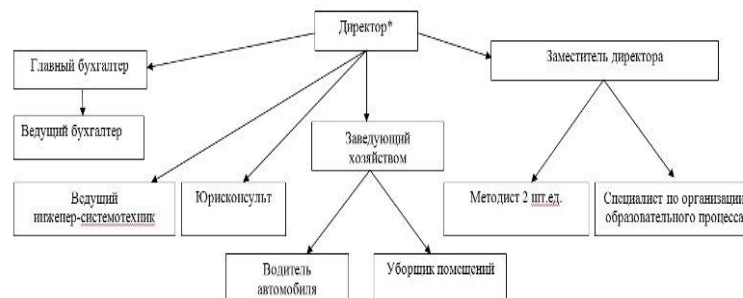 Директор*
Главный бухгалтер
Заместитель директора
Ведущий бухгалтер
Заведующий
хозяйством
Ведущий
инженер-системотехник
Юрисконсульт
Методист 2 шт.ед.
Специалист по организации
образовательного процесса
Водитель
автомобиля
Уборщик помещений